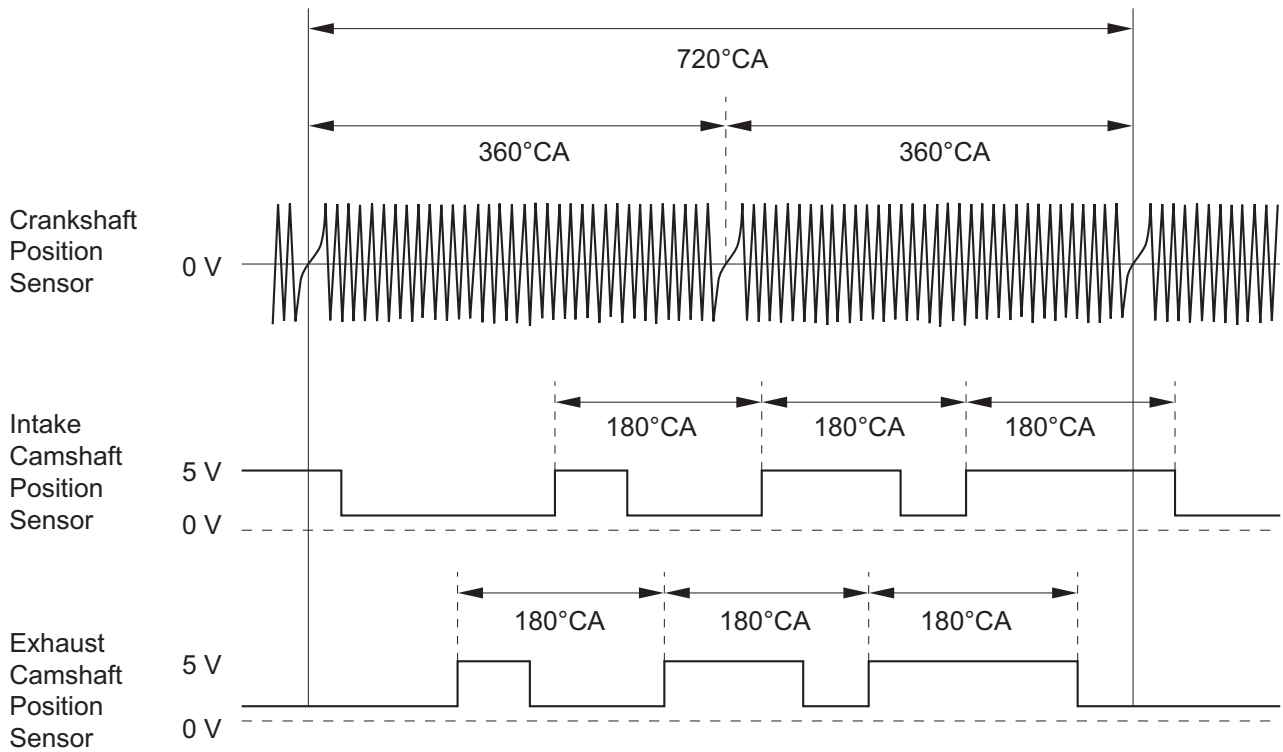 720°CA
360°CA
360°CA
Crankshaft
Position
Sensor
0 V
180°CA
180°CA
180°CA
Intake
Camshaft
Position
Sensor
5 V
0 V
180°CA
180°CA
180°CA
Exhaust
Camshaft
Position
Sensor
5 V
0 V